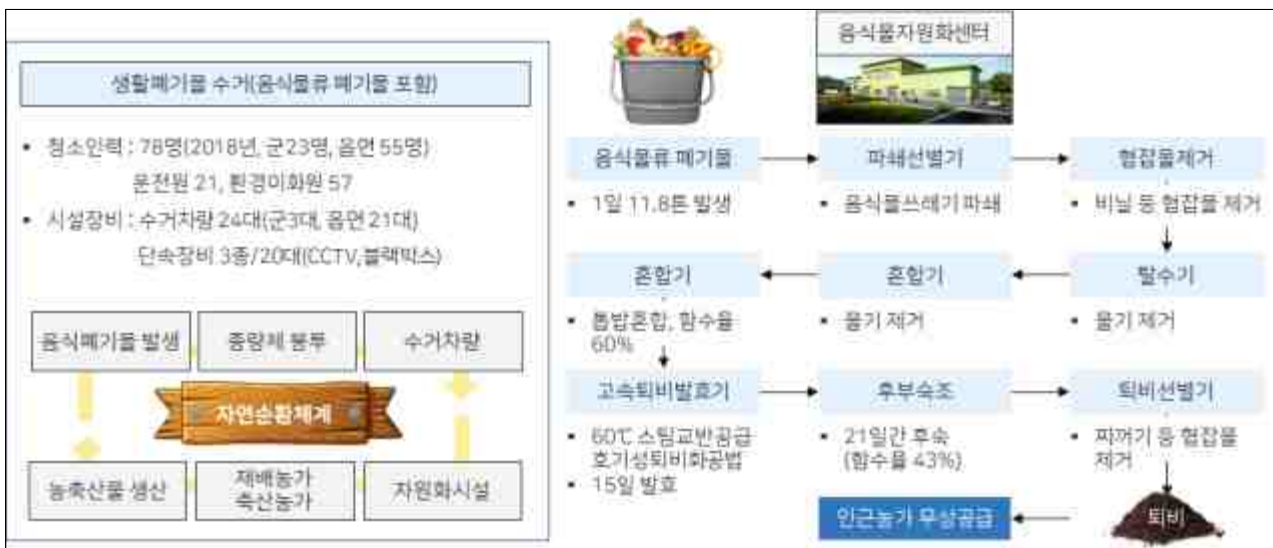 생활폐기물 수거(음식물류 폐기물 포함)
• 청소인력 : 78명(2018년, 군23명, 읍면 55명)
운전원 21, 환경미화원 57
• 시설장비 : 수거차량 24대(군3대, 읍면 21대)
단속장비 3종/20대(CCTV,블랙박스)
음식폐기물 발생
종량제 봉투
수거차량
자연순환체계
농축산물 생산
재배농가
축산농가
자원화시설
음식물자원화센터
음식물류 폐기물
파쇄선별기
협잡물제거
• 1일 11.8톤 발생
• 음식물쓰레기 파쇄
• 비닐 등 협잡물 제거
혼합기
혼합기
탈수기
• 톱밥혼합, 함수율
60%
• 물기 제거
• 물기 제거
고속퇴비발효기
후부숙조
퇴비선별기
• 60℃ 스팀교반공급
호기성퇴비화공법
• 15일 발효
• 21일간 후숙
(함수율 43%)
• 찌꺼기 등 협잡물
제거
인근농가 무상공급
퇴비